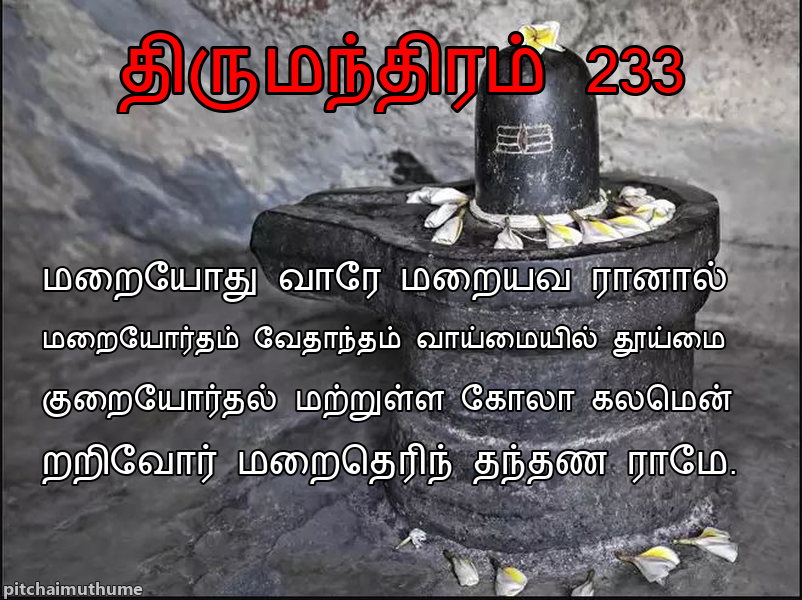 திருமந்திரம் 233
மறையோது வாரே மறையவ ரானால்
மறையோர்தம் வேதாந்தம் வாய்மையில் தூய்மை
குறையோர்தல் மற்றுள்ள கோலா கலமென்
றறிவோர் மறைதெரிந் தந்தண ராமே.
pitchaimuthume